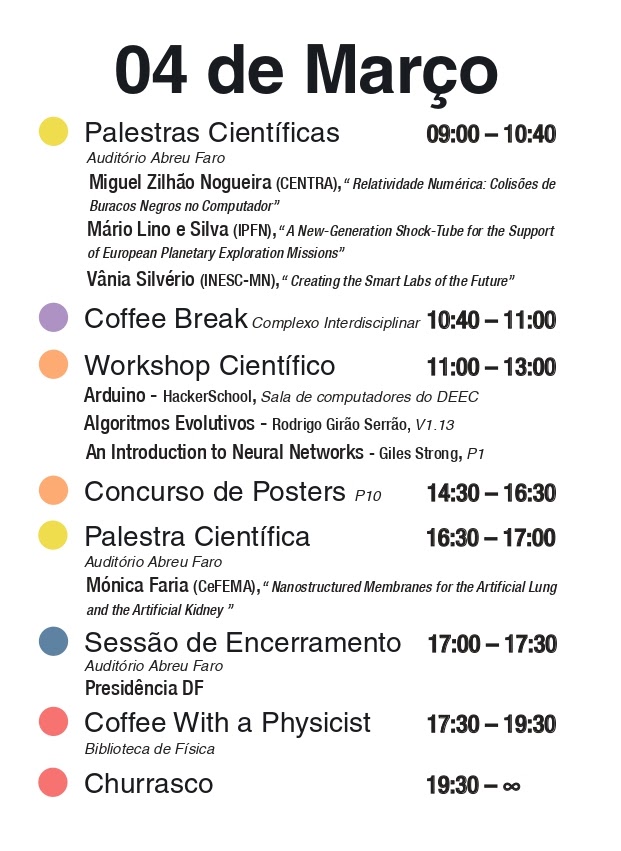 04 de Março
Palestras Científicas 09:00 – 10:40
Auditório Abreu Faro
Miguel Zilhão Nogueira (CENTRA), “ Relatividade Numérica: Colisões de
Buracos Negros no Computador”
Mário Lino e Silva (IPFN), “ A New-Generation Shock-Tube for the Support
of European Planetary Exploration Missions”
Vânia Silvério (INESC-MN), “ Creating the Smart Labs of the Future”
Coffee Break Complexo Interdisciplinar 10:40 – 11:00
Workshop Científico 11:00 – 13:00
Arduino - HackerSchool, Sala de computadores do DEEC
Algoritmos Evolutivos - Rodrigo Girão Serrão, V1.13
An Introduction to Neural Networks - Giles Strong, P1
Concurso de Posters P10 14:30 – 16:30
Palestra Científica 16:30 – 17:00
Auditório Abreu Faro
Mónica Faria (CeFEMA), “ Nanostructured Membranes for the Artificial Lung
and the Artificial Kidney ”
Sessão de Encerramento 17:00 – 17:30
Auditório Abreu Faro
Presidência DF
Coffee With a Physicist 17:30 – 19:30
Biblioteca de Física
Churrasco 19:30 – ∞